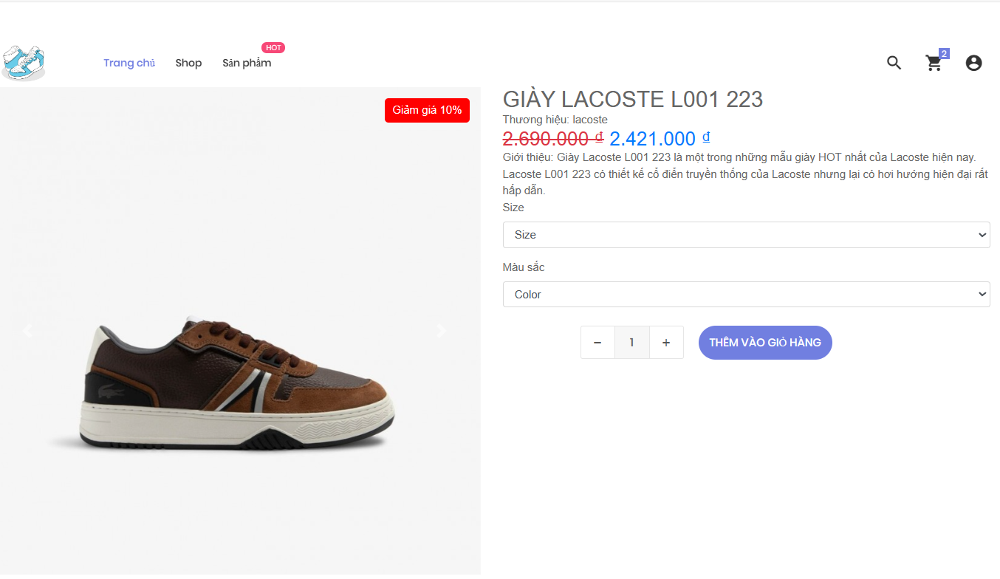 HOT
Trang chủ
Shop
Sản phẩm
2
Giảm giá 10%
GIÀY LACOSTE L001 223
Thương hiệu: lacoste
2.690.000 ₫ 2.421.000 ₫
Giới thiệu: Giày Lacoste L001 223 là một trong những mẫu giày HOT nhất của Lacoste hiện nay.
Lacoste L001 223 có thiết kế cổ điển truyền thống của Lacoste nhưng lại có hơi hướng hiện đại rất
hấp dẫn.
Size
Size
Màu sắc
Color
− 1 +
THÊM VÀO GIỎ HÀNG